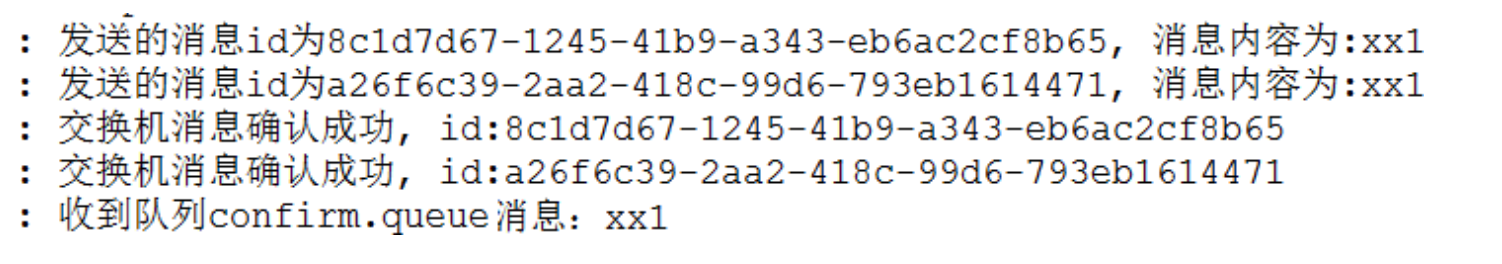 : 发送的消息id为8c1d7d67-1245-41b9-a343-eb6ac2cf8b65, 消息内容为:xx1
: 发送的消息id为a26f6c39-2aa2-418c-99d6-793eb1614471, 消息内容为:xx1
: 交换机消息确认成功, id:8c1d7d67-1245-41b9-a343-eb6ac2cf8b65
: 交换机消息确认成功, id:a26f6c39-2aa2-418c-99d6-793eb1614471
: 收到队列confirm.queue消息：xx1